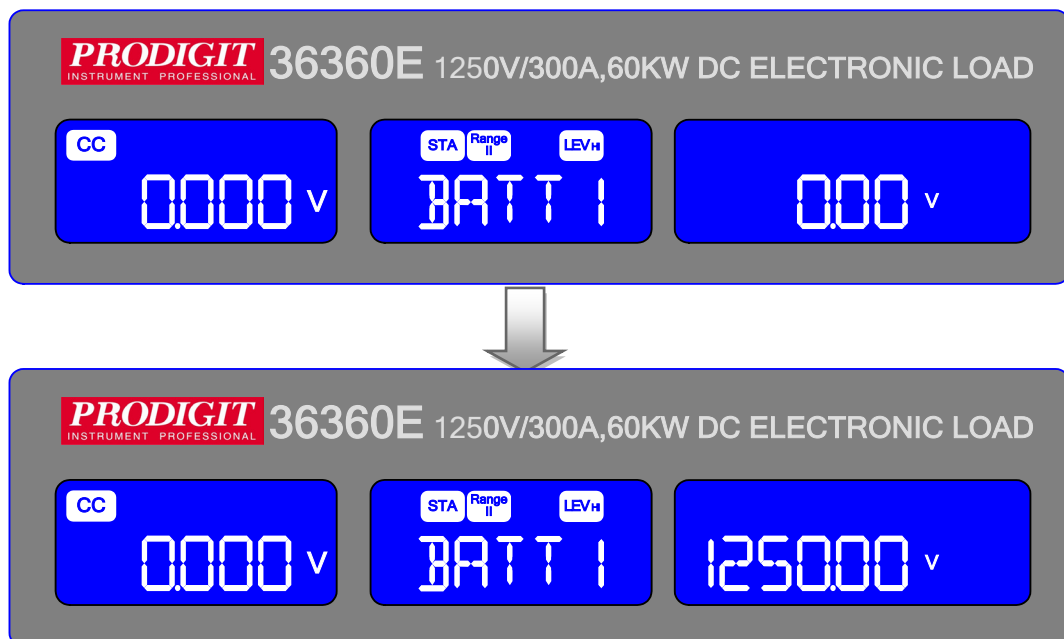 PRODIGIT
INSTRUMENT PROFESSIONAL
36360E 1250V/300A,60KW DC ELECTRONIC LOAD
CC
0.000 V
STA Range II LEV HI
BATT 1
0.00 V
PRODIGIT
INSTRUMENT PROFESSIONAL
36360E 1250V/300A,60KW DC ELECTRONIC LOAD
CC
0.000 V
STA Range II LEV HI
BATT 1
1250.00 V